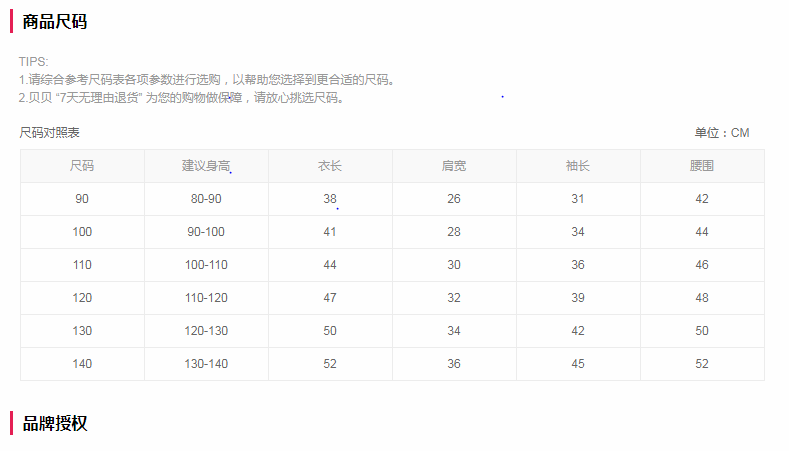 商品尺码
TIPS:
1.请综合参考尺码表各项参数进行选购，以帮助您选择到更合适的尺码。
2.贝贝 “7天无理由退货” 为您的购物做保障，请放心挑选尺码。
尺码对照表 单位：CM
尺码 建议身高 衣长 肩宽 袖长 腰围
90 80-90 38 26 31 42
100 90-100 41 28 34 44
110 100-110 44 30 36 46
120 110-120 47 32 39 48
130 120-130 50 34 42 50
140 130-140 52 36 45 52
品牌授权